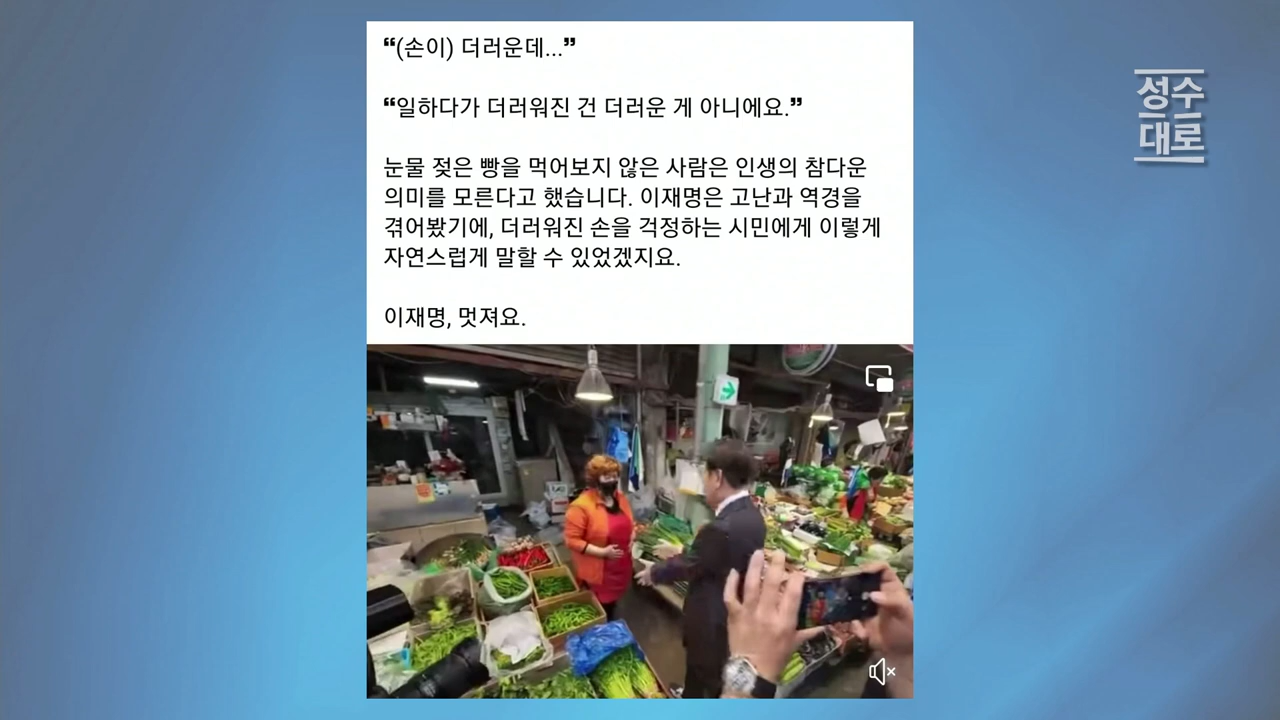 “(손이) 더러운데...”
“일하다가 더러워진 건 더러운 게 아니에요.”
눈물 젖은 빵을 먹어보지 않은 사람은 인생의 참다운
의미를 모른다고 했습니다. 이재명은 고난과 역경을
겪어봤기에, 더러워진 손을 걱정하는 시민에게 이렇게
자연스럽게 말할 수 있었겠지요.
이재명, 멋져요.
성수
대로